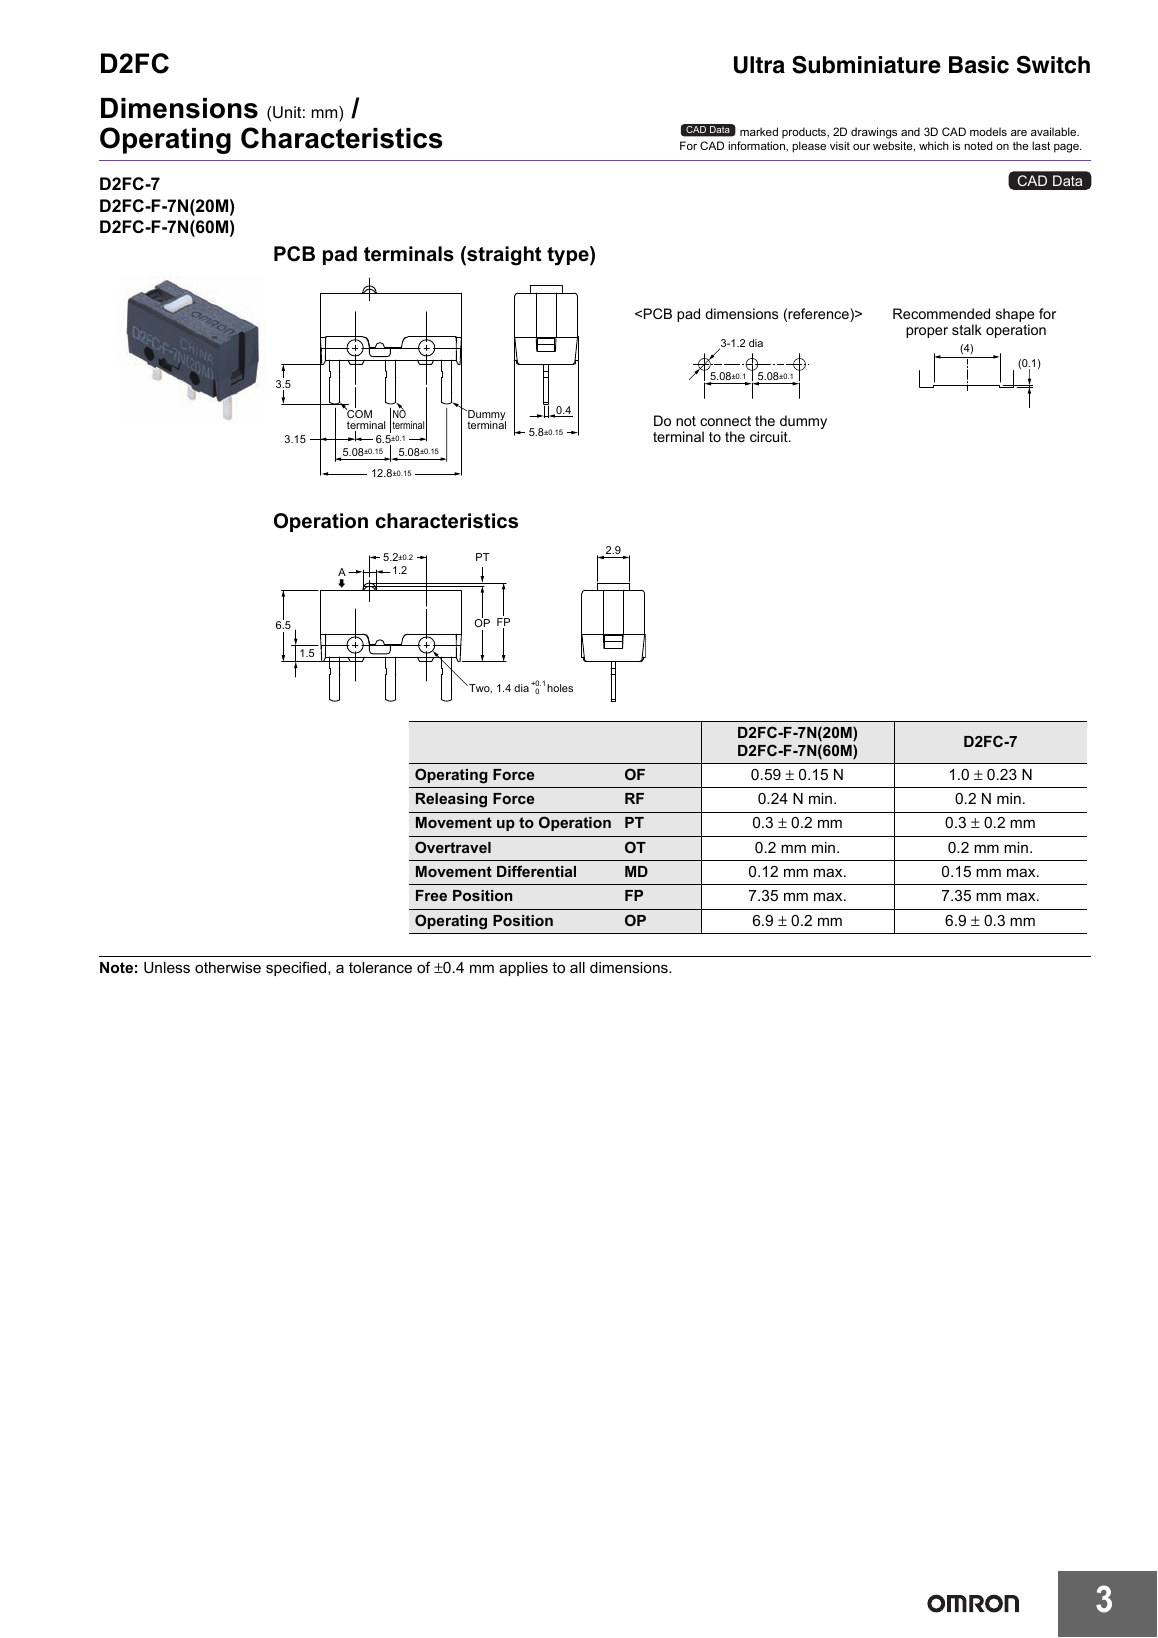 D2FC
Ultra Subminiature Basic Switch
Dimensions (Unit: mm) /
Operating Characteristics
CAD Data marked products, 2D drawings and 3D CAD models are available.
For CAD information, please visit our website, which is noted on the last page.
D2FC-7
D2FC-F-7N(20M)
D2FC-F-7N(60M)
CAD Data
PCB pad terminals (straight type)
OMRON
CHINA
D2FC-F-7N(20M)
3.5
COM
terminal
NO
terminal
Dummy
terminal
3.15
6.5±0.1
5.08±0.15
5.08±0.15
12.8±0.15
0.4
5.8±0.15
<PCB pad dimensions (reference)>
3-1.2 dia
5.08±0.1
5.08±0.1
Do not connect the dummy
terminal to the circuit.
Recommended shape for
proper stalk operation
(4)
(0.1)
Operation characteristics
5.2±0.2
PT
A
1.2
6.5
1.5
OP
FP
Two, 1.4 dia +0.1 0 holes
2.9
D2FC-F-7N(20M)
D2FC-F-7N(60M)
D2FC-7
Operating Force OF 0.59 ± 0.15 N 1.0 ± 0.23 N
Releasing Force RF 0.24 N min. 0.2 N min.
Movement up to Operation PT 0.3 ± 0.2 mm 0.3 ± 0.2 mm
Overtravel OT 0.2 mm min. 0.2 mm min.
Movement Differential MD 0.12 mm max. 0.15 mm max.
Free Position FP 7.35 mm max. 7.35 mm max.
Operating Position OP 6.9 ± 0.2 mm 6.9 ± 0.3 mm
Note: Unless otherwise specified, a tolerance of ±0.4 mm applies to all dimensions.
OMRON
3